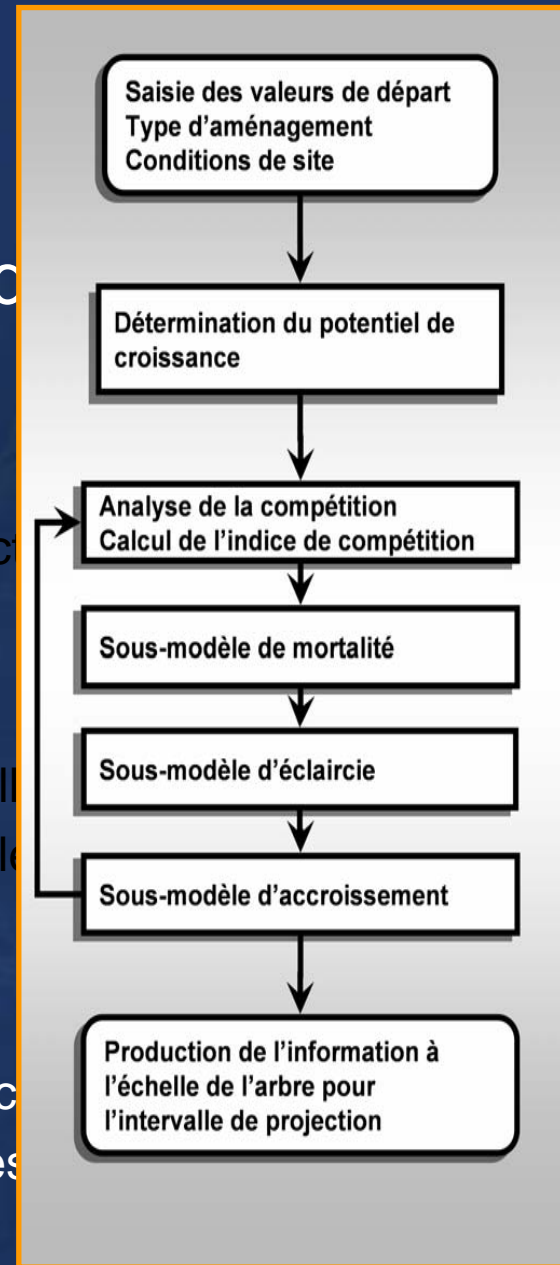 Saisie des valeurs de départ
Type d'aménagement
Conditions de site
Détermination du potentiel de
croissance
Analyse de la compétition
Calcul de l'indice de compétition
Sous-modèle de mortalité
Sous-modèle d'éclaircie
Sous-modèle d'accroissement
Production de l'information à
l'échelle de l'arbre pour
l'intervalle de projection